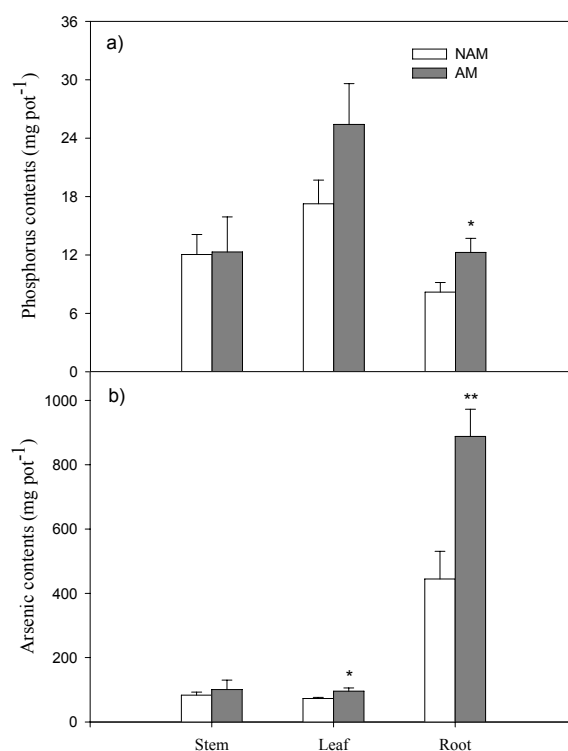 a)
NAM
AM
Phosphorus contents (mg pot-1)
36
30
24
18
12
6
0
*
b)
Arsenic contents (mg pot-1)
1000
800
600
400
200
0
*
**
Stem Leaf Root